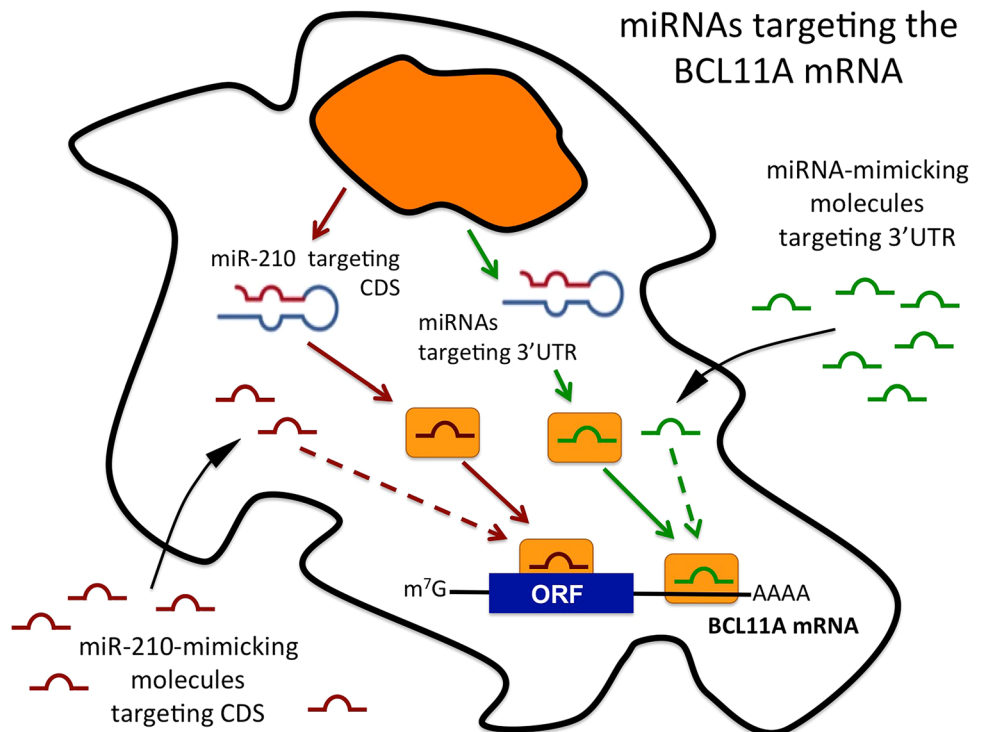 miRNAs targeting the
BCL11A mRNA
miRNA-mimicking
molecules
targeting 3’UTR
miR-210 targeting
CDS
miRNAs
targeting 3’UTR
m⁷G
ORF
AAAA
BCL11A mRNA
miR-210-mimicking
molecules
targeting CDS